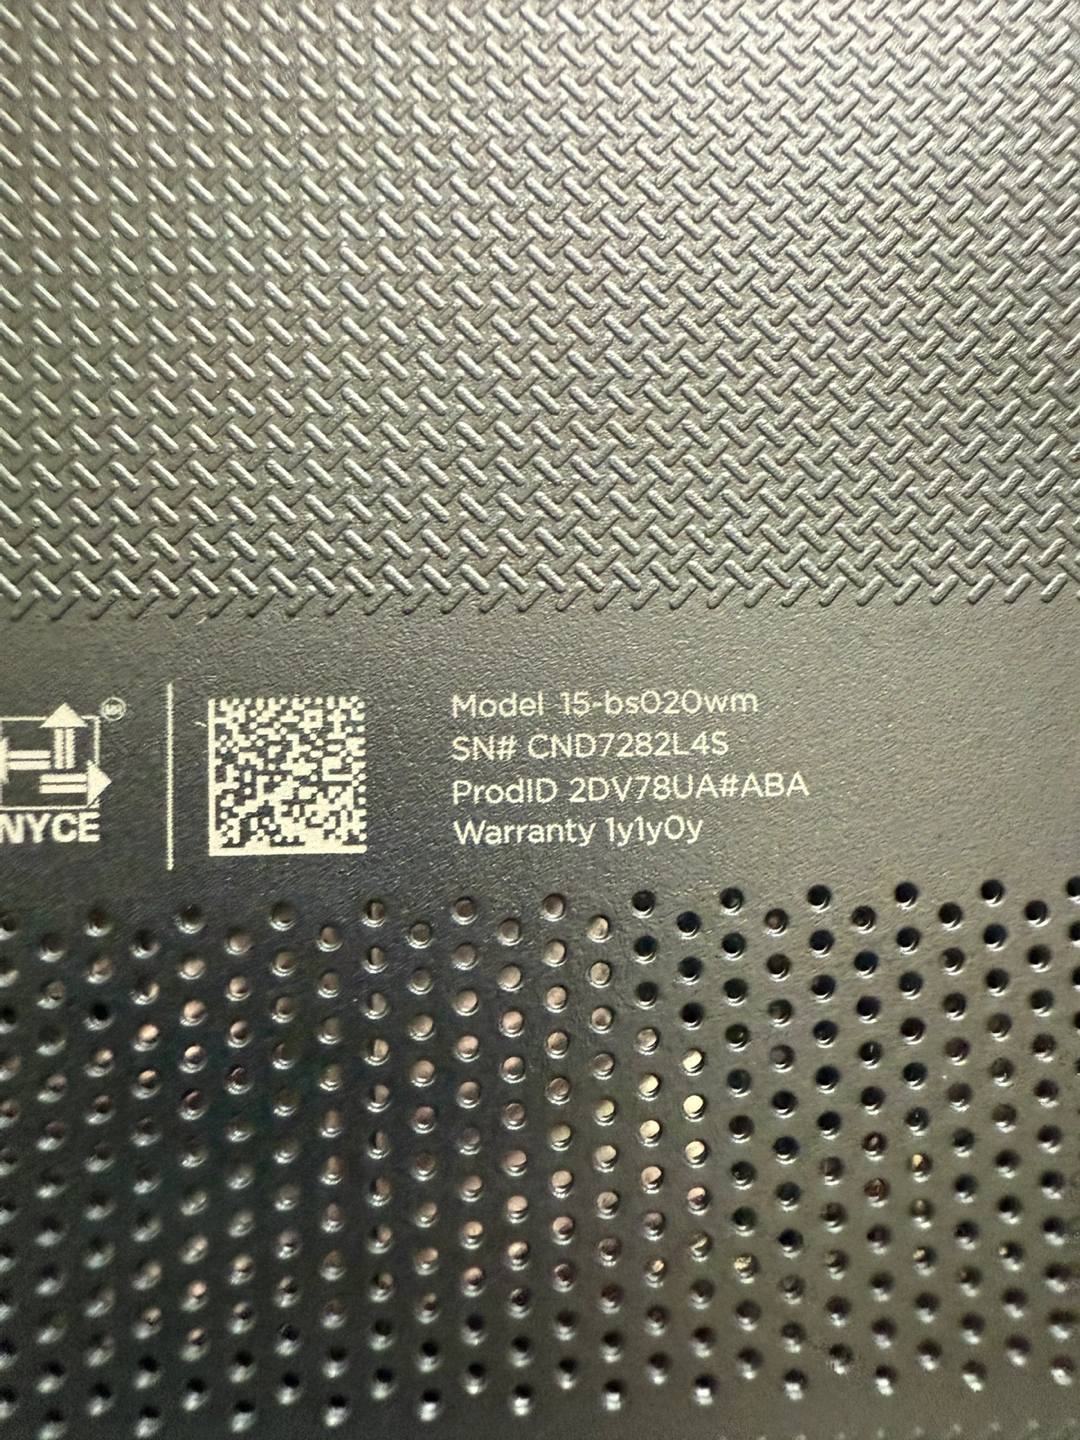 NYCE
Model 15-bs020wm
SN# CND7282L4S
ProdID 2DV78UA#ABA
Warranty 1y1y0y